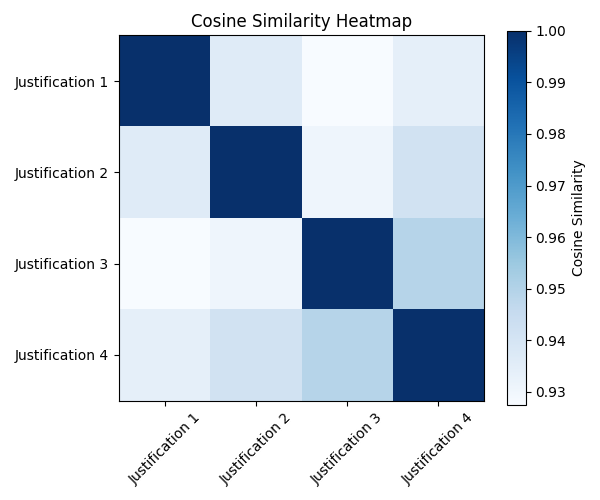 Cosine Similarity Heatmap
Justification 1
Justification 2
Justification 3
Justification 4
Justification 1
Justification 2
Justification 3
Justification 4
1.00
0.99
0.98
0.97
0.96
0.95
0.94
0.93
Cosine Similarity